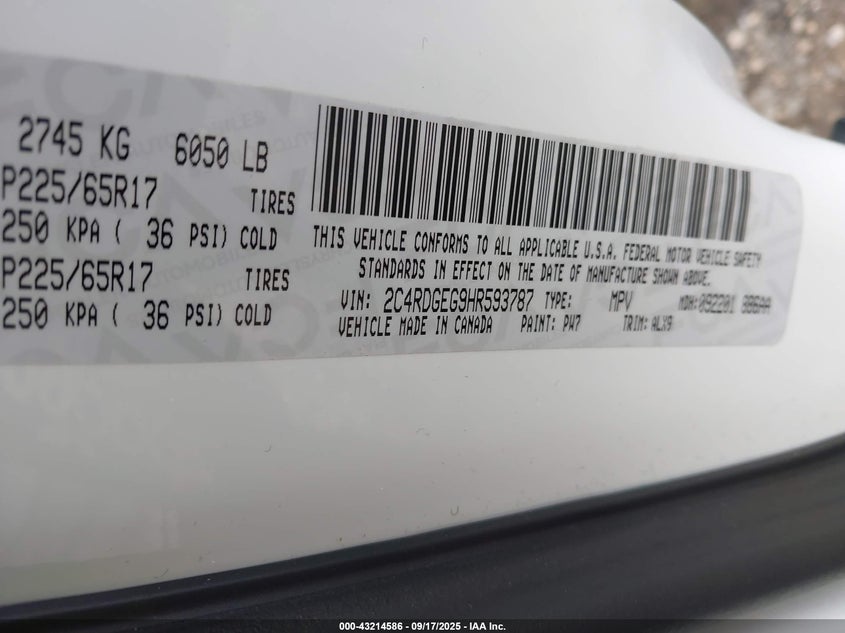 2745 KG 6050 LB
P225/65R17 TIRES
250 KPA ( 36 PSI) COLD
P225/65R17 TIRES
250 KPA ( 36 PSI) COLD
THIS VEHICLE CONFORMS TO ALL APPLICABLE U.S.A. FEDERAL MOTOR VEHICLE SAFETY
STANDARDS IN EFFECT ON THE DATE OF MANUFACTURE SHOWN ABOVE.
VIN: 2C4RDGEG9HR593787 TYPE: MPV MDH:092201
VEHICLE MADE IN CANADA PAINT: PW7 TRIM: ALX9
000-43214586 - 09/17/2025 - IAA Inc.